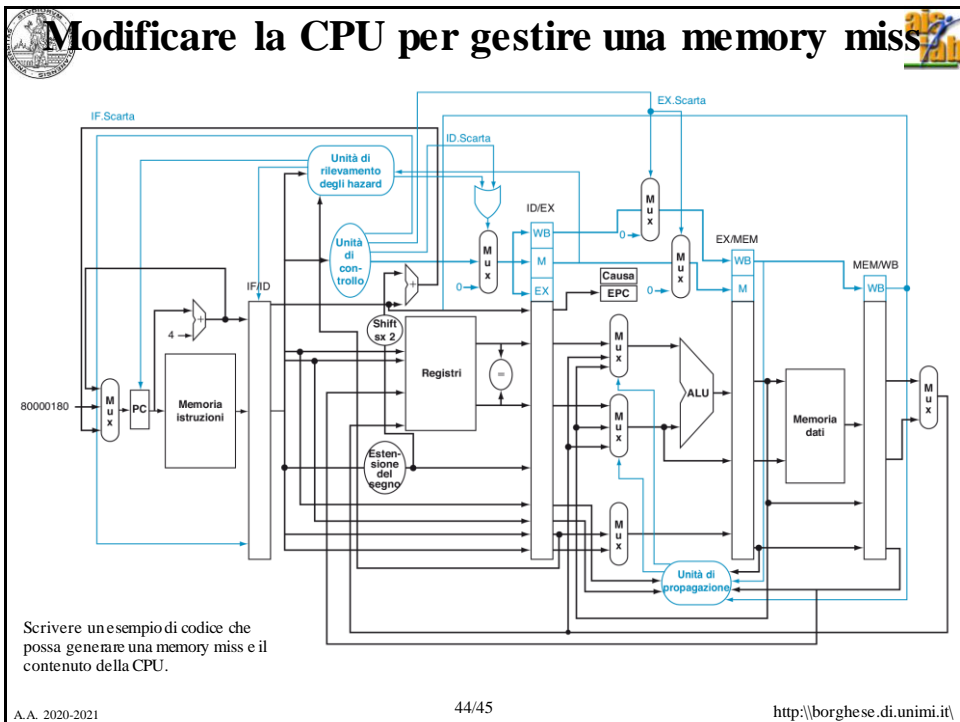 Modificare la CPU per gestire una memory miss
IF.Scarta
EX.Scarta
ID.Scarta
Unità di
rilevamento
degli hazard
ID/EX
M
u
x
WB
0
Unità
di
con-
trollo
M
u
x
M
u
x
EX/MEM
WB
M
MEM/WB
M
Causa
WB
IF/ID
0
EX
EPC
0
M
4
+
+
Shift
sx 2
M
u
x
Registri
=
ALU
M
u
x
80000180
M
u
x
PC
Memoria
istruzioni
M
u
x
Memoria
dati
Esten-
sione
del
segno
M
u
x
Unità di
propagazione
Scrivere un esempio di codice che
possa generare una memory miss e il
contenuto della CPU.
A.A. 2020-2021
44/45
http:\\borghese.di.unimi.it\